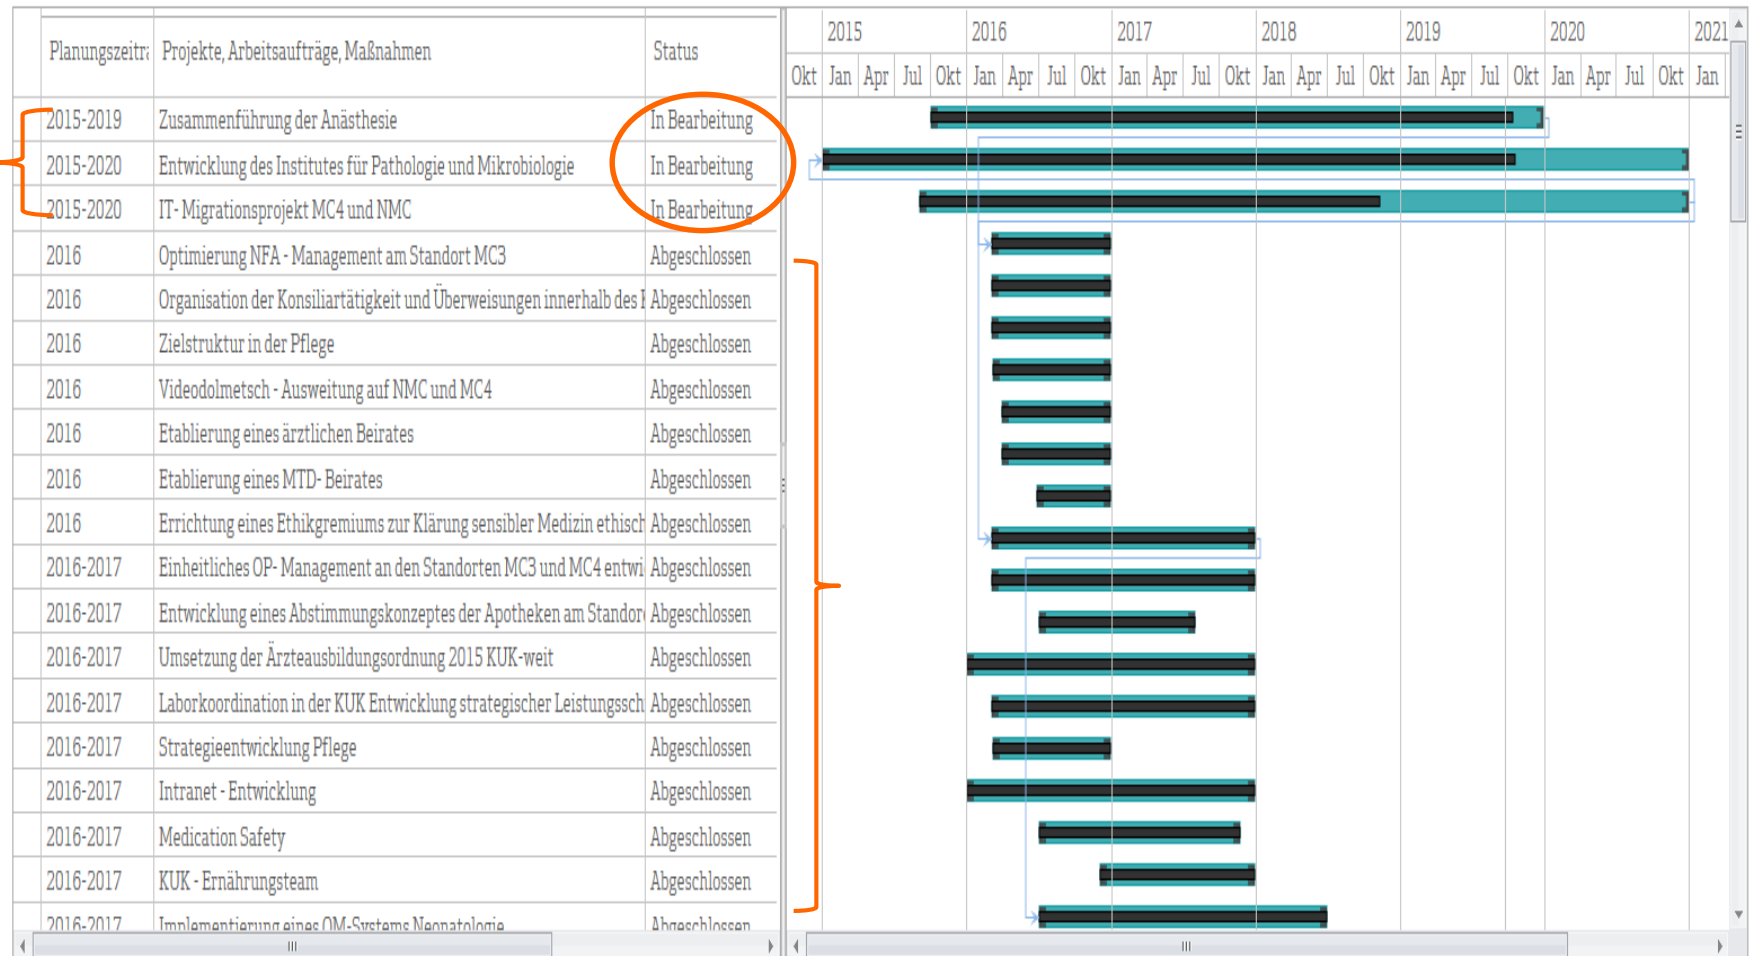 2015 2016 2017 2018 2019 2020 2021
Planungszeitra Projekte, Arbeitsaufträge, Maßnahmen Status
Okt Jan Apr Jul Okt Jan Apr Jul Okt Jan Apr Jul Okt Jan Apr Jul Okt Jan Apr Jul Okt Jan Apr Jul Okt Jan
2015-2019 Zusammenführung der Anästhesie In Bearbeitung
2015-2020 Entwicklung des Institutes für Pathologie und Mikrobiologie In Bearbeitung
2015-2020 IT- Migrationsprojekt MC4 und NMC In Bearbeitung
2016 Optimierung NFA - Management am Standort MC3 Abgeschlossen
2016 Organisation der Konsiliartätigkeit und Überweisungen innerhalb des Abgeschlossen
2016 Zielstruktur in der Pflege Abgeschlossen
2016 Videodolmetsch - Ausweitung auf NMC und MC4 Abgeschlossen
2016 Etablierung eines ärztlichen Beirates Abgeschlossen
2016 Etablierung eines MTD- Beirates Abgeschlossen
2016 Errichtung eines Ethikgremiums zur Klärung sensibler Medizin ethisch Abgeschlossen
2016-2017 Einheitliches OP- Management an den Standorten MC3 und MC4 entwi Abgeschlossen
2016-2017 Entwicklung eines Abstimmungskonzeptes der Apotheken am Standor Abgeschlossen
2016-2017 Umsetzung der Ärzteausbildungsordnung 2015 KUK-weit Abgeschlossen
2016-2017 Laborkoordination in der KUK Entwicklung strategischer Leistungssch Abgeschlossen
2016-2017 Strategieentwicklung Pflege Abgeschlossen
2016-2017 Intranet - Entwicklung Abgeschlossen
2016-2017 Medication Safety Abgeschlossen
2016-2017 KUK - Ernährungsteam Abgeschlossen
2016-2017 Implementierung eines QM-Systems Neonatologie Abgeschlossen